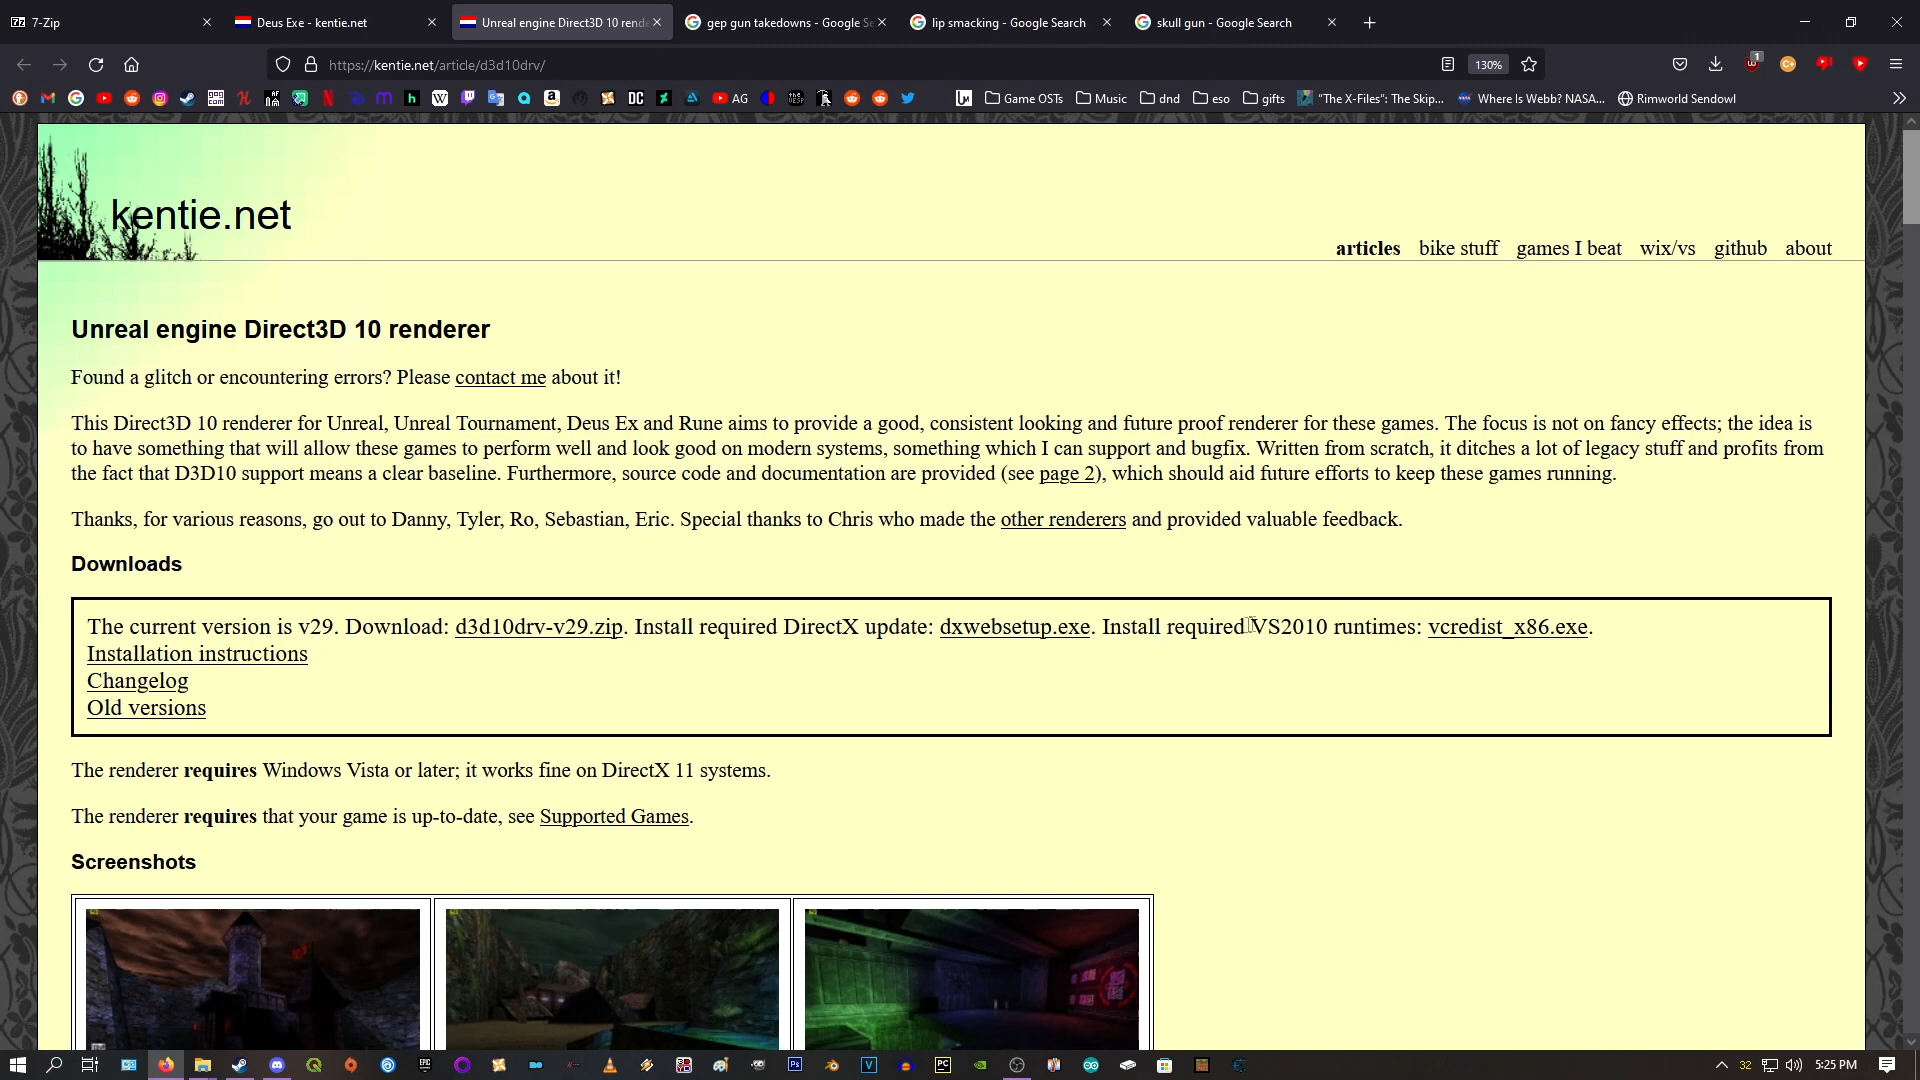 7-Zip
Deus Exe - kentie.net
Unreal engine Direct3D 10 rende
gep gun takedowns - Google Se
lip smacking - Google Search
skull gun - Google Search
https://kentie.net/article/d3d10drv/
130%
1
AG
Game OSTs
Music
dnd
eso
gifts
"The X-Files": The Skip...
Where Is Webb? NASA...
Rimworld Sendowl
kentie.net
articles bike stuff games I beat wix/vs github about
Unreal engine Direct3D 10 renderer
Found a glitch or encountering errors? Please contact me about it!
This Direct3D 10 renderer for Unreal, Unreal Tournament, Deus Ex and Rune aims to provide a good, consistent looking and future proof renderer for these games. The focus is not on fancy effects; the idea is
to have something that will allow these games to perform well and look good on modern systems, something which I can support and bugfix. Written from scratch, it ditches a lot of legacy stuff and profits from
the fact that D3D10 support means a clear baseline. Furthermore, source code and documentation are provided (see page 2), which should aid future efforts to keep these games running.
Thanks, for various reasons, go out to Danny, Tyler, Ro, Sebastian, Eric. Special thanks to Chris who made the other renderers and provided valuable feedback.
Downloads
The current version is v29. Download: d3d10drv-v29.zip. Install required DirectX update: dxwebsetup.exe. Install required VS2010 runtimes: vcredist_x86.exe.
Installation instructions
Changelog
Old versions
The renderer requires Windows Vista or later; it works fine on DirectX 11 systems.
The renderer requires that your game is up-to-date, see Supported Games.
Screenshots
32
5:25 PM